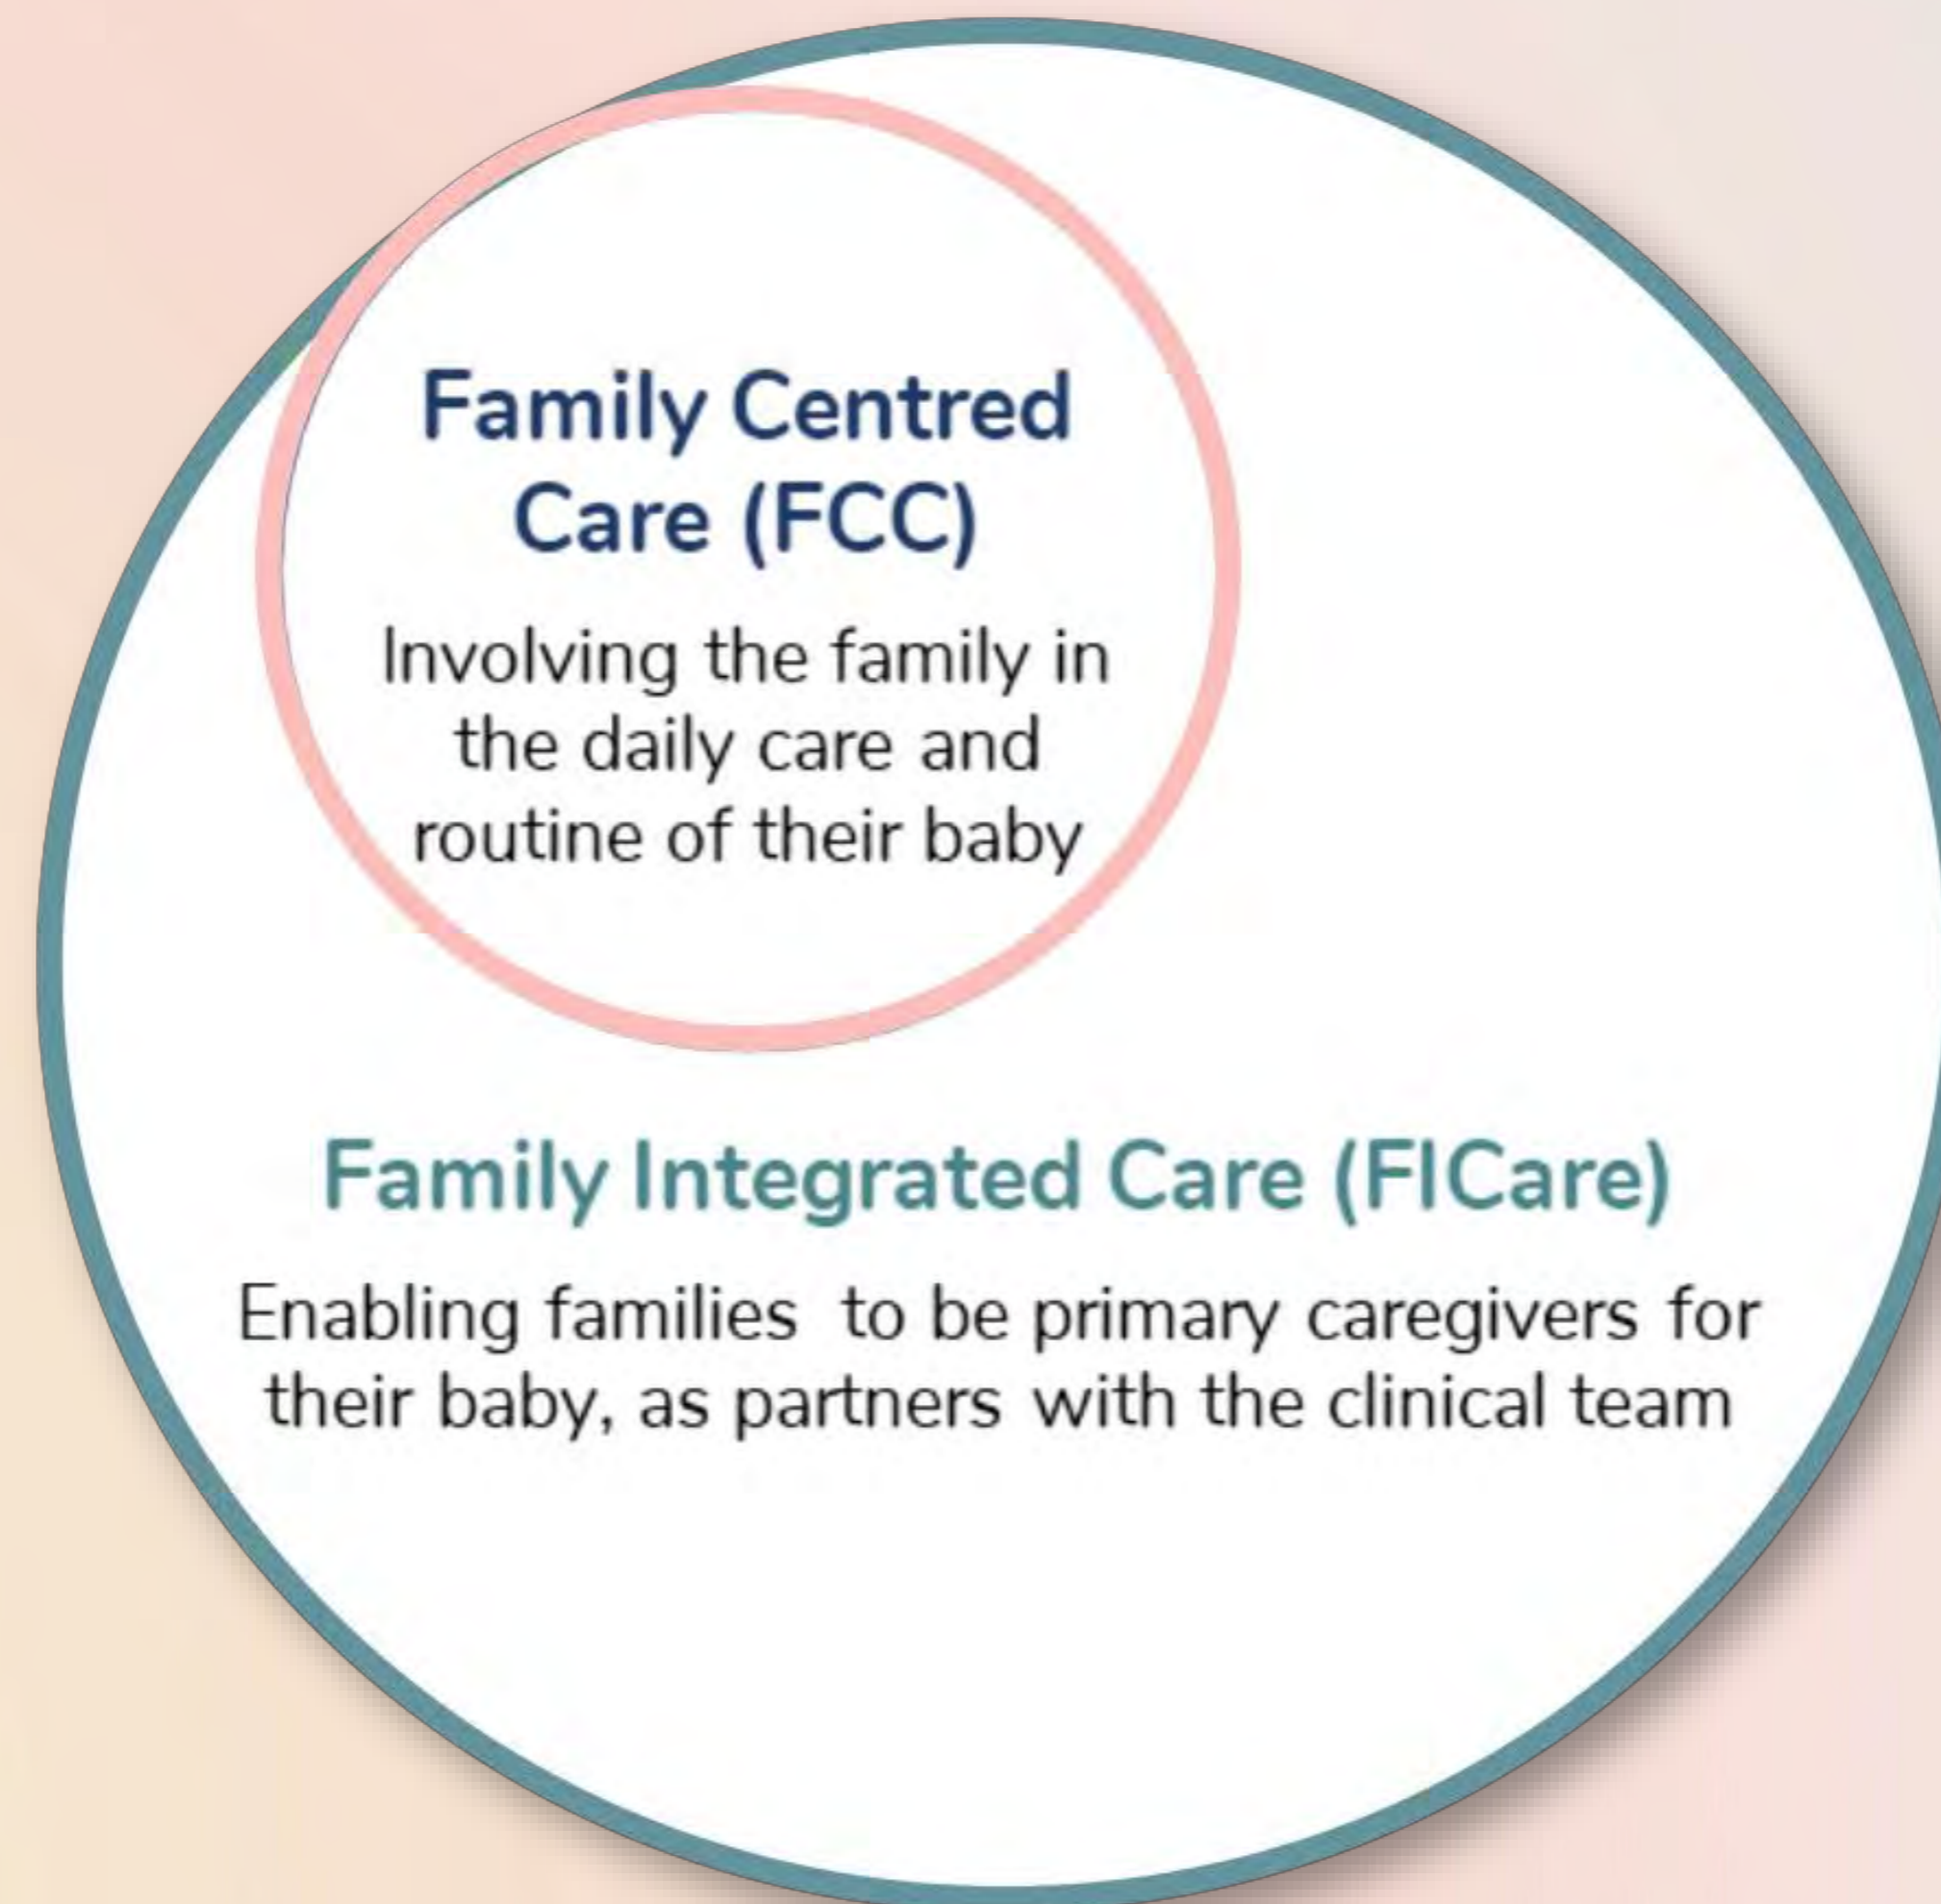 Family Centred
Care (FCC)
Involving the family in
the daily care and
routine of their baby
Family Integrated Care (FICare)
Enabling families to be primary caregivers for
their baby, as partners with the clinical team